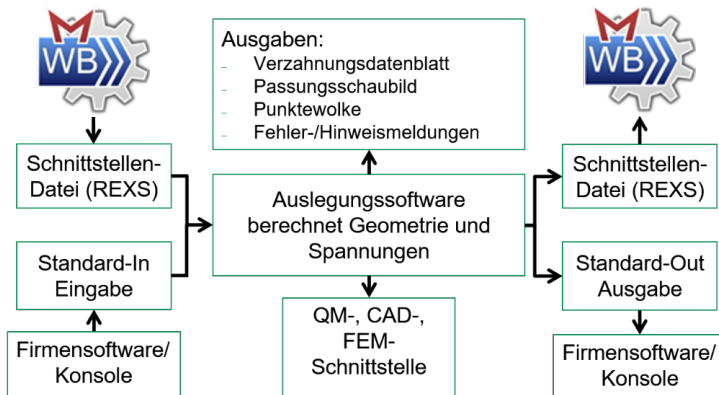 M
WB
Schnittstellen-
Datei (REXS)
Standard-In
Eingabe
Firmensoftware/
Konsole
Ausgaben:
– Verzahnungsdatenblatt
– Passungsschaubild
– Punktewolke
– Fehler-/Hinweismeldungen
Auslegungssoftware
berechnet Geometrie und
Spannungen
QM-, CAD-,
FEM-
Schnittstelle
M
WB
Schnittstellen-
Datei (REXS)
Standard-Out
Ausgabe
Firmensoftware/
Konsole